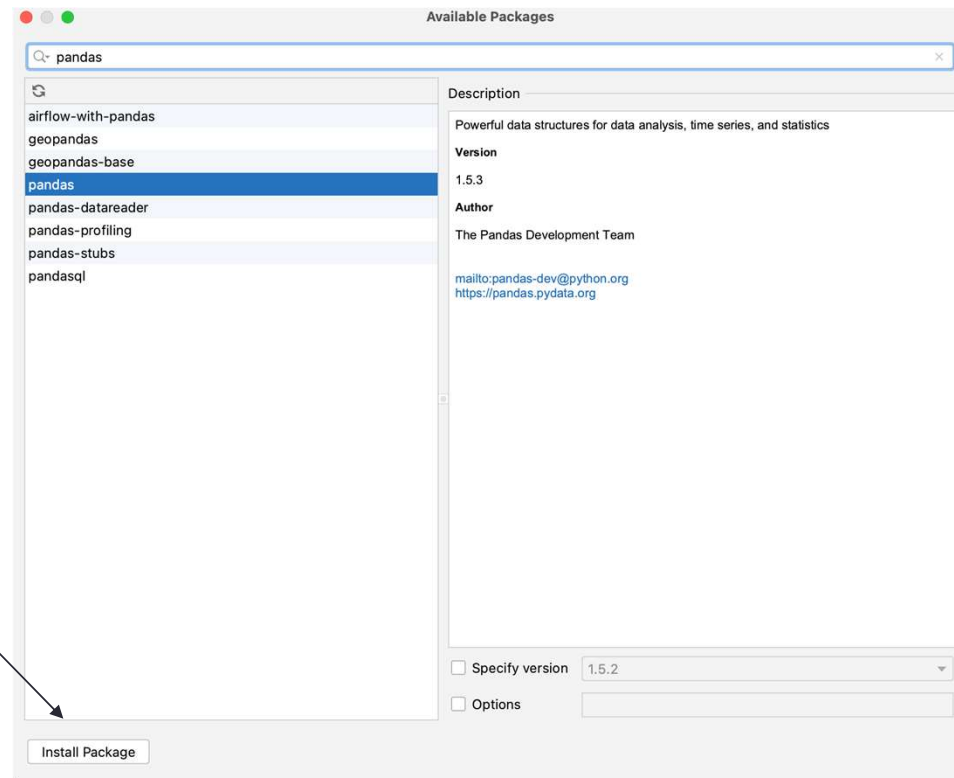 Available Packages
pandas
airflow-with-pandas
geopandas
geopandas-base
pandas
pandas-datareader
pandas-profiling
pandas-stubs
pandasql
Description
Powerful data structures for data analysis, time series, and statistics
Version
1.5.3
Author
The Pandas Development Team
mailto:pandas-dev@python.org
https://pandas.pydata.org
Specify version 1.5.2
Options
Install Package